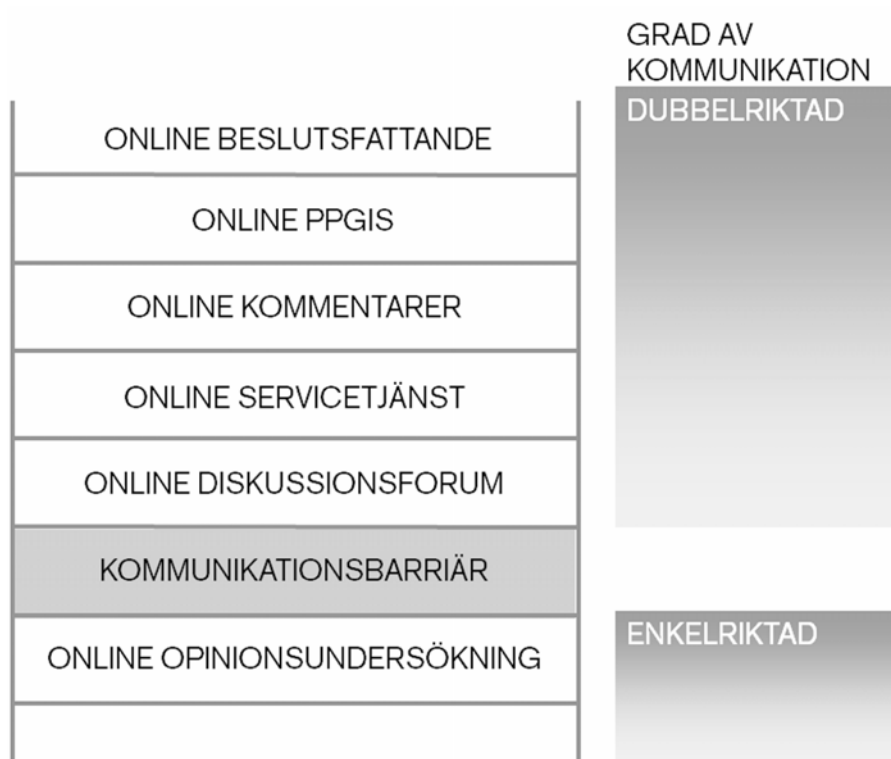 GRAD AV
KOMMUNIKATION
DUBBELRIKTAD
ONLINE BESLUTSFATTANDE
ONLINE PPGIS
ONLINE KOMMENTARER
ONLINE SERVICETJÄNST
ONLINE DISKUSSIONSFORUM
KOMMUNIKATIONSBARRIÄR
ENKELRIKTAD
ONLINE OPINIONSUNDERSÖKNING